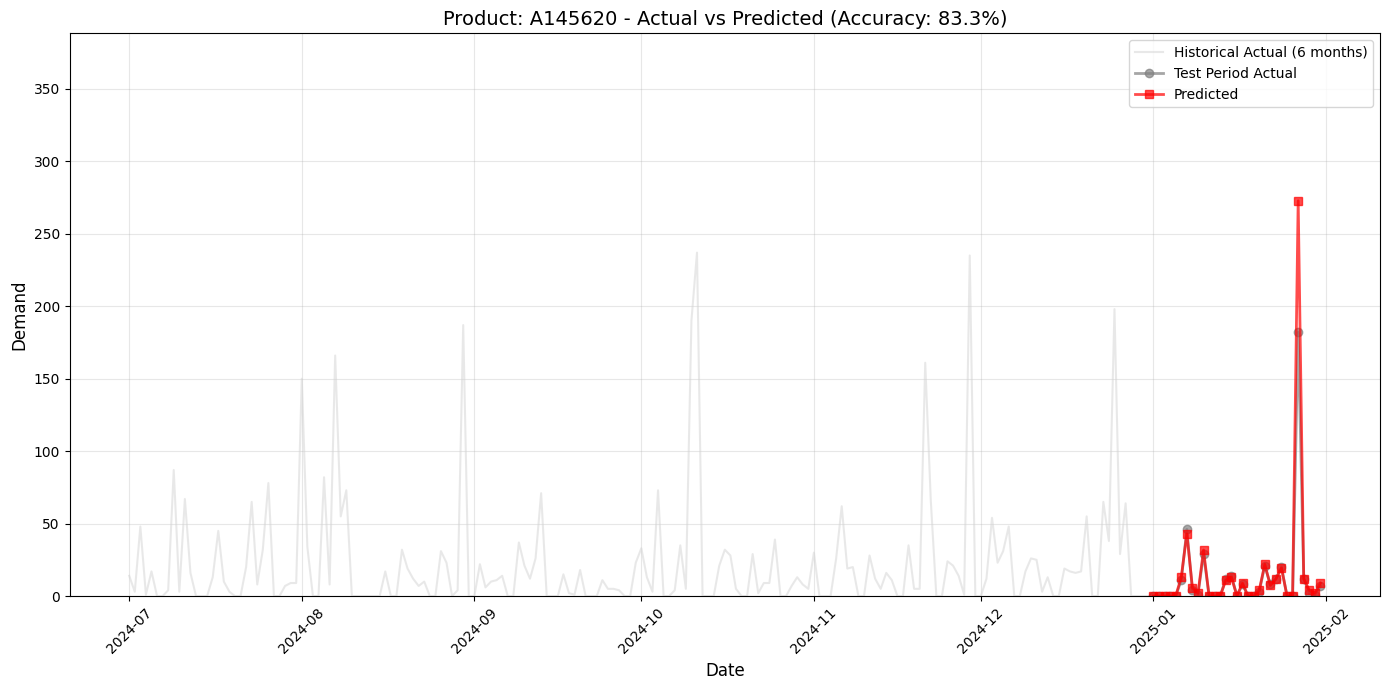 Product: A145620 - Actual vs Predicted (Accuracy: 83.3%)
Historical Actual (6 months)
Test Period Actual
Predicted
Demand
350
300
250
200
150
100
50
0
2024-07
2024-08
2024-09
2024-10
2024-11
2024-12
2025-01
2025-02
Date